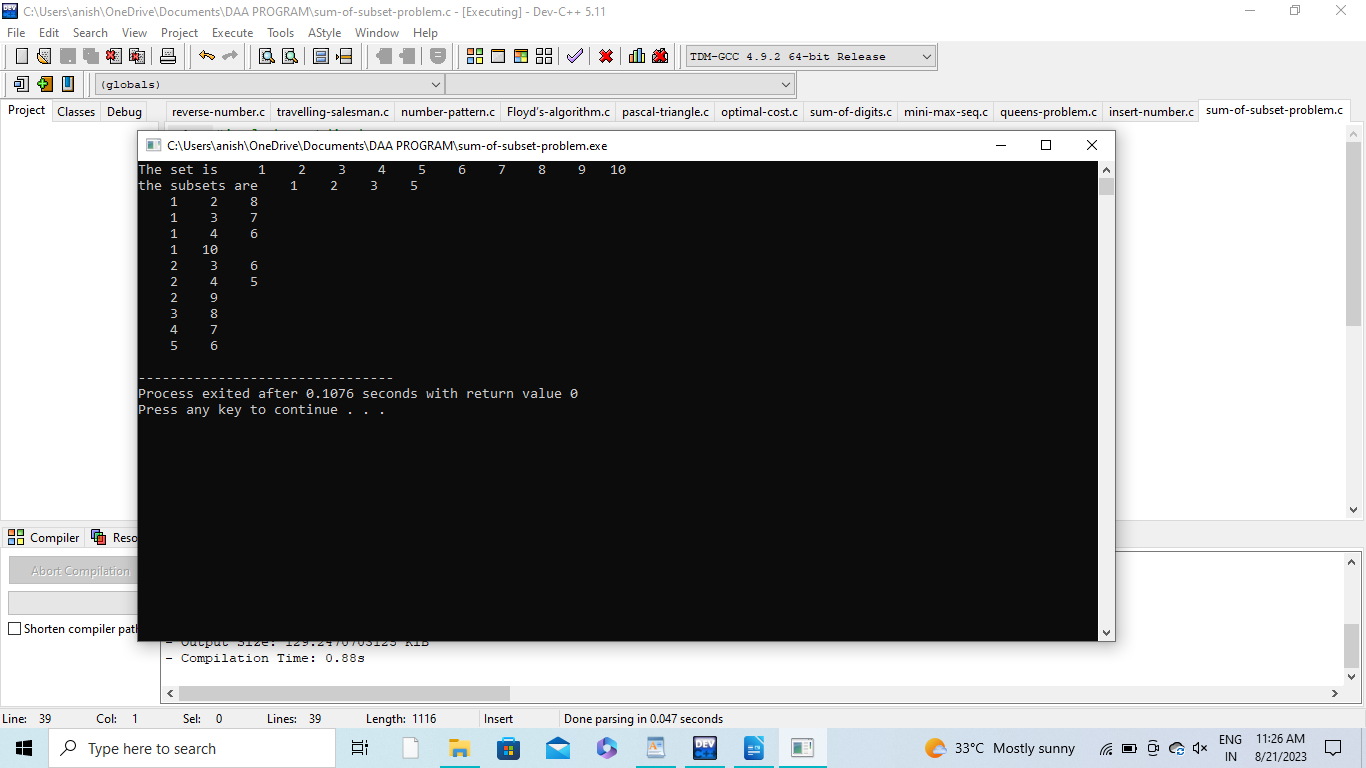 C:\Users\anish\OneDrive\Documents\DAA PROGRAM\sum-of-subset-problem.c - [Executing] - Dev-C++ 5.11
File Edit Search View Project Execute Tools AStyle Window Help
TDM-GCC 4.9.2 64-bit Release
(globals)
Project Classes Debug reverse-number.c travelling-salesman.c number-pattern.c Floyd's-algorithm.c pascal-triangle.c optimal-cost.c sum-of-digits.c mini-max-seq.c queens-problem.c insert-number.c sum-of-subset-problem.c
C:\Users\anish\OneDrive\Documents\DAA PROGRAM\sum-of-subset-problem.exe
The set is 1 2 3 4 5 6 7 8 9 10
the subsets are 1 2 3 5
1 2 8
1 3 7
1 4 6
1 10
2 3 6
2 4 5
2 9
3 8
4 7
5 6
--------------------------------
Process exited after 0.1076 seconds with return value 0
Press any key to continue . . .
Compiler Reso
Abort Compilation
Shorten compiler path
- Output Size: 129.2470703125 KiB
- Compilation Time: 0.88s
Line: 39 Col: 1 Sel: 0 Lines: 39 Length: 1116 Insert Done parsing in 0.047 seconds
Type here to search
DEV
33°C Mostly sunny
ENG
IN
11:26 AM
8/21/2023